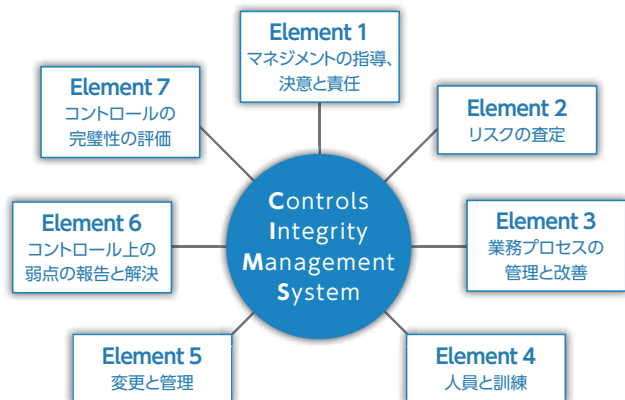 Element 1
マネジメントの指導、
決意と責任
Element 7
コントロールの
完璧性の評価
Element 2
リスクの査定
Controls
Integrity
Management
System
Element 6
コントロール上の
弱点の報告と解決
Element 3
業務プロセスの
管理と改善
Element 5
変更と管理
Element 4
人員と訓練